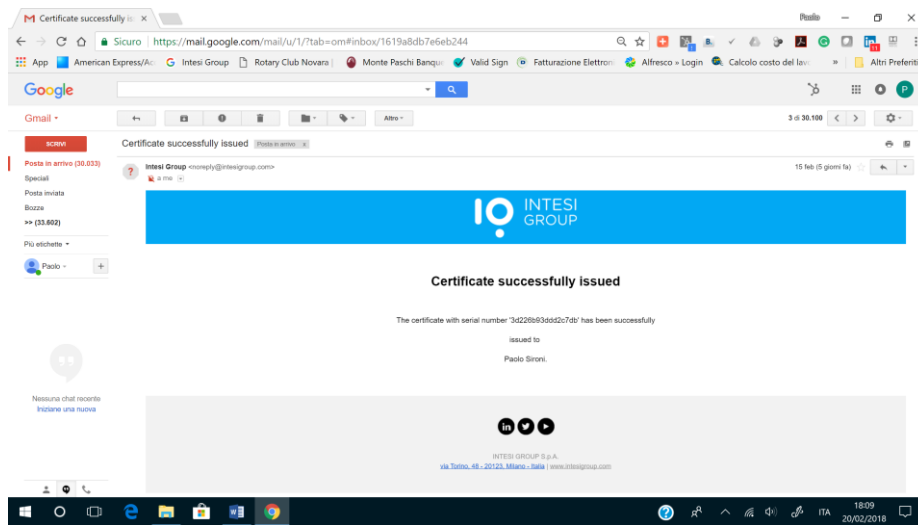 Certificate successfully is
Paolo
Sicuro | https://mail.google.com/mail/u/1/?tab=om#inbox/1619a8db7e6eb244
App American Express/Ac Intesi Group Rotary Club Novara | Monte Paschi Banque Valid Sign Fatturazione Elettroni Alfresco » Login Calcolo costo del lavo » Altri Preferiti
Google
P
Gmail
Altro
3 di 30.100
SCRIVI
Certificate successfully issued Posta in arrivo x
Posta in arrivo (30.033)
Intesi Group <noreply@intesigroup.com>
15 feb (5 giorni fa)
Speciali
a me
Posta inviata
Bozze
>> (33.602)
Più etichette
Paolo
INTESI
GROUP
Certificate successfully issued
The certificate with serial number '3d226b93ddd2c7db' has been successfully
issued to
Paolo Sironi.
Nessuna chat recente
Iniziane una nuova
in
INTESI GROUP S.p.A.
via Torino, 48 - 20123, Milano - Italia | www.intesigroup.com
ITA
18:09
20/02/2018